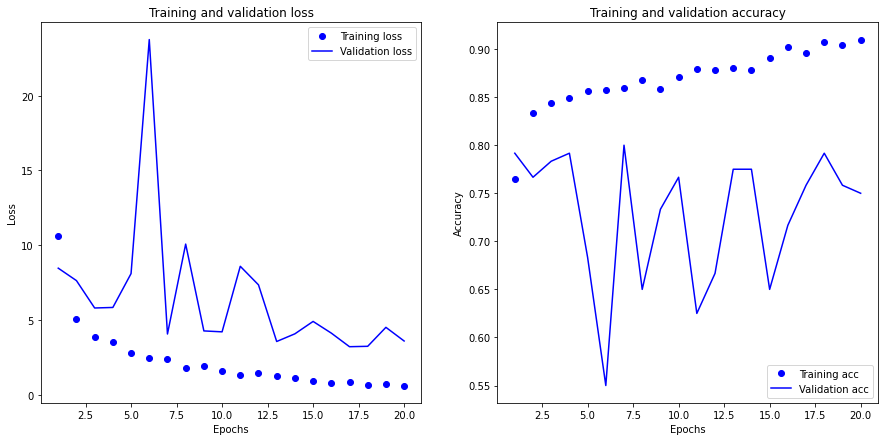 Training and validation loss
Training loss
Validation loss
20
15
10
5
0
Loss
2.5 5.0 7.5 10.0 12.5 15.0 17.5 20.0
Epochs
Training and validation accuracy
0.90
0.85
0.80
0.75
0.70
0.65
0.60
0.55
Accuracy
Training acc
Validation acc
2.5 5.0 7.5 10.0 12.5 15.0 17.5 20.0
Epochs